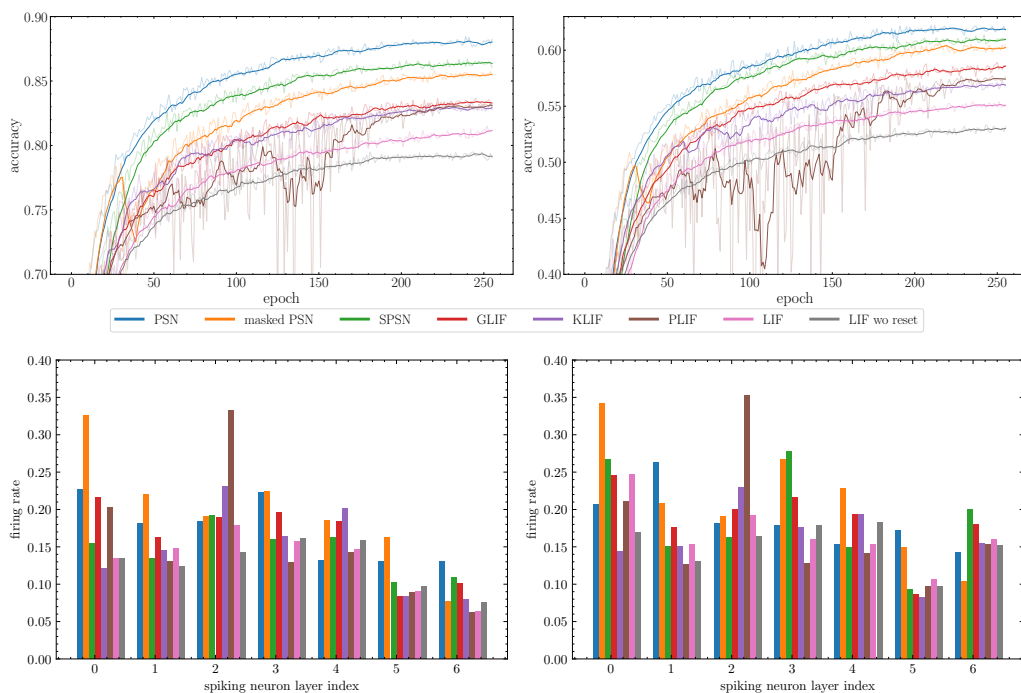 0.90
0.85
0.80
0.75
0.70
accuracy
0 50 100 150 200 250
epoch
0.60
0.55
0.50
0.45
0.40
accuracy
0 50 100 150 200 250
epoch
PSN masked PSN SPSN GLIF KLIF PLIF LIF LIF wo reset
0.40
0.35
0.30
0.25
0.20
0.15
0.10
0.05
0.00
firing rate
0 1 2 3 4 5 6
spiking neuron layer index
0.40
0.35
0.30
0.25
0.20
0.15
0.10
0.05
0.00
firing rate
0 1 2 3 4 5 6
spiking neuron layer index